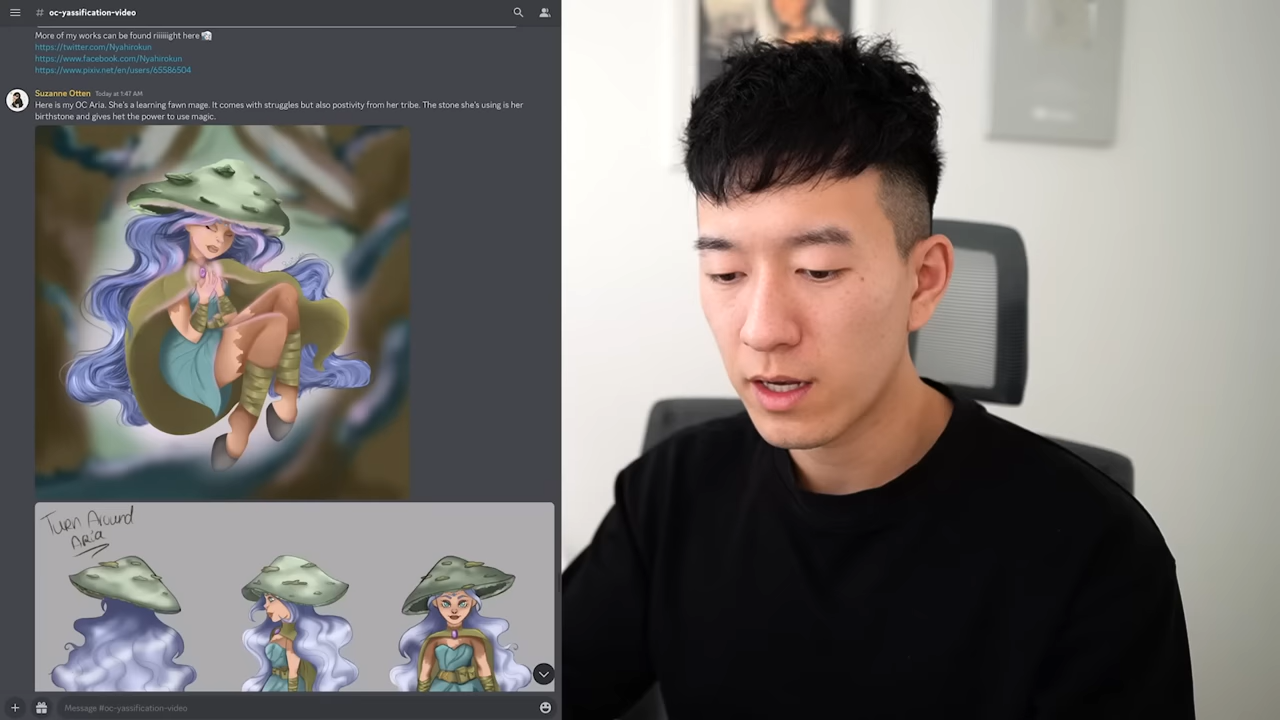 # oc-yassification-video
More of my works can be found riiiiiight here
https://twitter.com/Nyahirokun
https://www.facebook.com/Nyahirokun
https://www.pixiv.net/en/users/65586504
Suzanne Otten Today at 1:47 AM
Here is my OC Aria. She's a learning fawn mage. It comes with struggles but also postivity from her tribe. The stone she's using is her
birthstone and gives het the power to use magic.
Turn Around
Aria
Message #oc-yassification-video